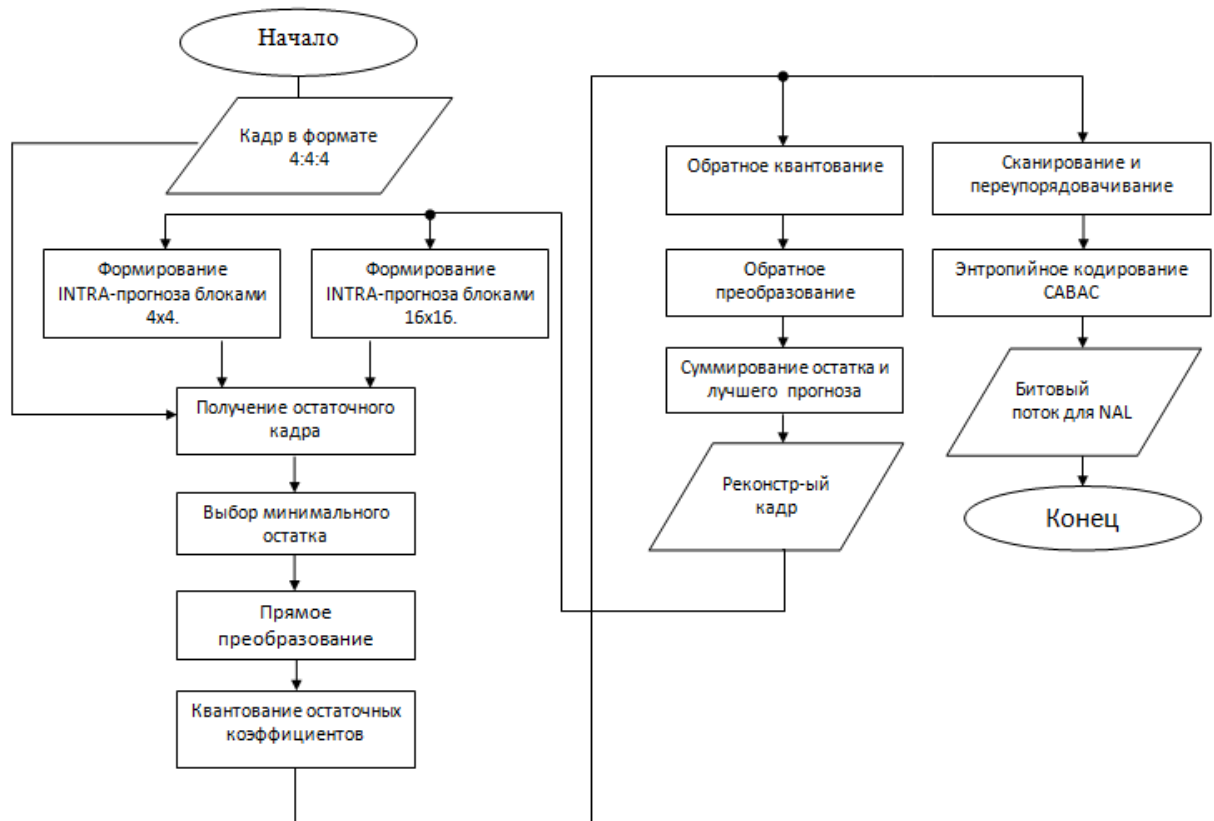 Начало
Кадр в формате
4:4:4
Формирование
INTRA-прогноза блоками
4x4.
Формирование
INTRA-прогноза блоками
16x16.
Получение остаточного
кадра
Выбор минимального
остатка
Прямое
преобразование
Квантование остаточных
коэффициентов
Обратное квантование
Обратное
преобразование
Суммирование остатка и
лучшего прогноза
Реконстр-ый
кадр
Сканирование и
переупорядовачивание
Энтропийное кодирование
CABAC
Битовый
поток для NAL
Конец